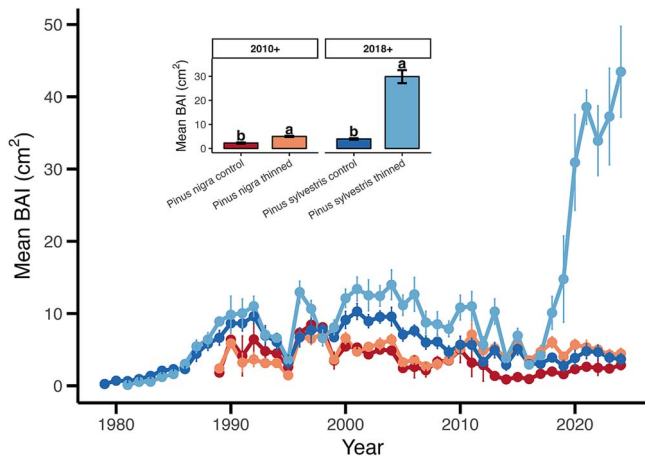 50
40
30
20
10
0
Mean BAI (cm²)
1980
1990
2000
2010
2020
Year
2010+
2018+
Mean BAI (cm²)
30
20
10
0
b
a
b
a
Pinus nigra control
Pinus nigra thinned
Pinus sylvestris control
Pinus sylvestris thinned